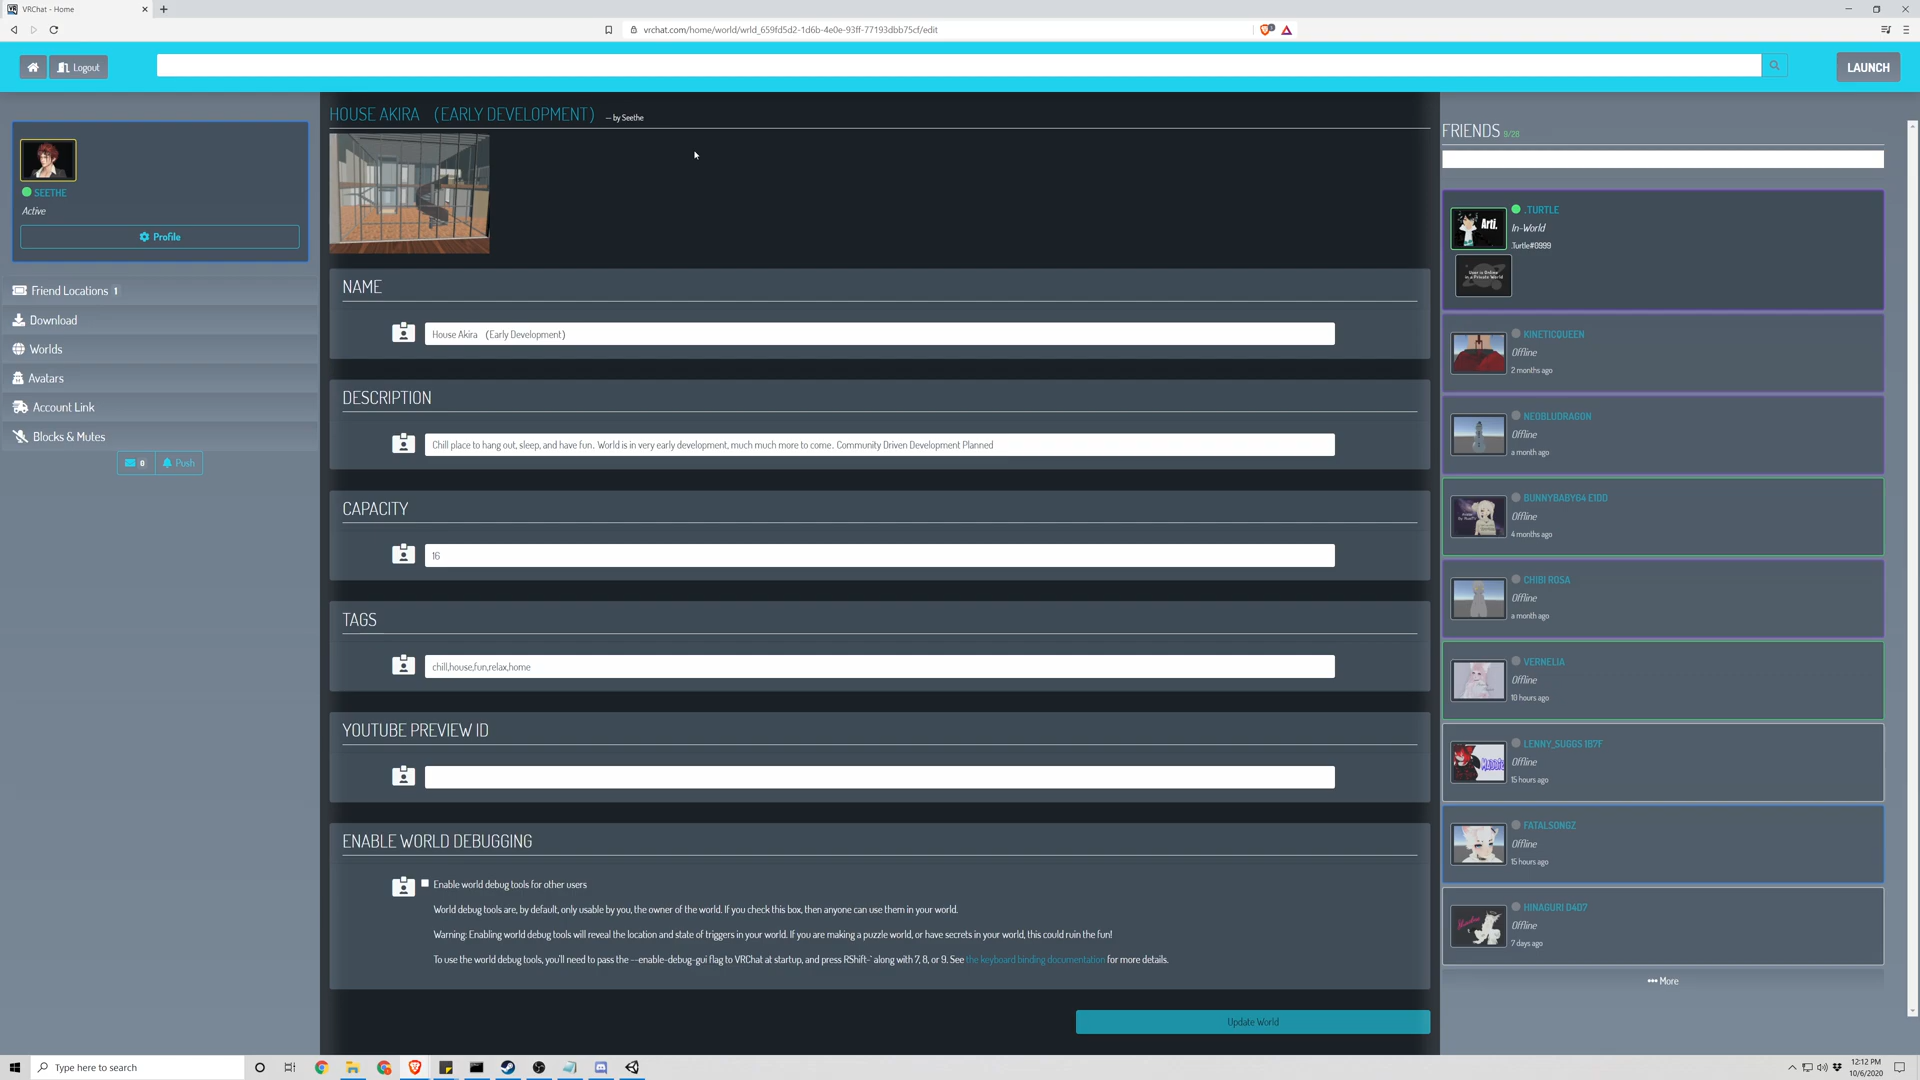 VRChat - Home
vrchat.com/home/world/wrld_659fd5d2-1d6b-4e0e-93ff-77193dbb75cf/edit
Logout
LAUNCH
SEETHE
Active
Profile
Friend Locations 1
Download
Worlds
Avatars
Account Link
Blocks & Mutes
0
Push
HOUSE AKIRA (EARLY DEVELOPMENT) — by Seethe
NAME
House Akira (Early Development)
DESCRIPTION
Chill place to hang out, sleep, and have fun. World is in very early development, much much more to come. Community Driven Development Planned
CAPACITY
16
TAGS
chill,house,fun,relax,home
YOUTUBE PREVIEW ID
ENABLE WORLD DEBUGGING
Enable world debug tools for other users
World debug tools are, by default, only usable by you, the owner of the world. If you check this box, then anyone can use them in your world.
Warning: Enabling world debug tools will reveal the location and state of triggers in your world. If you are making a puzzle world, or have secrets in your world, this could ruin the fun!
To use the world debug tools, you'll need to pass the --enable-debug-gui flag to VRChat at startup, and press RShift-` along with 7, 8, or 9. See the keyboard binding documentation for more details.
Update World
FRIENDS 9/28
.TURTLE
In-World
.Turtle#0999
Arti.
User is Online
in a Private World
KINETICQUEEN
Offline
2 months ago
NEOBLUDRAGON
Offline
a month ago
BUNNYBABY64 E1DD
Offline
4 months ago
CHIBI ROSA
Offline
a month ago
VERNELIA
Offline
10 hours ago
LENNY_SUGGS 1B7F
Offline
15 hours ago
FATALSONGZ
Offline
15 hours ago
HINAGURI D4D7
Offline
7 days ago
••• More
Type here to search
12:12 PM
10/6/2020